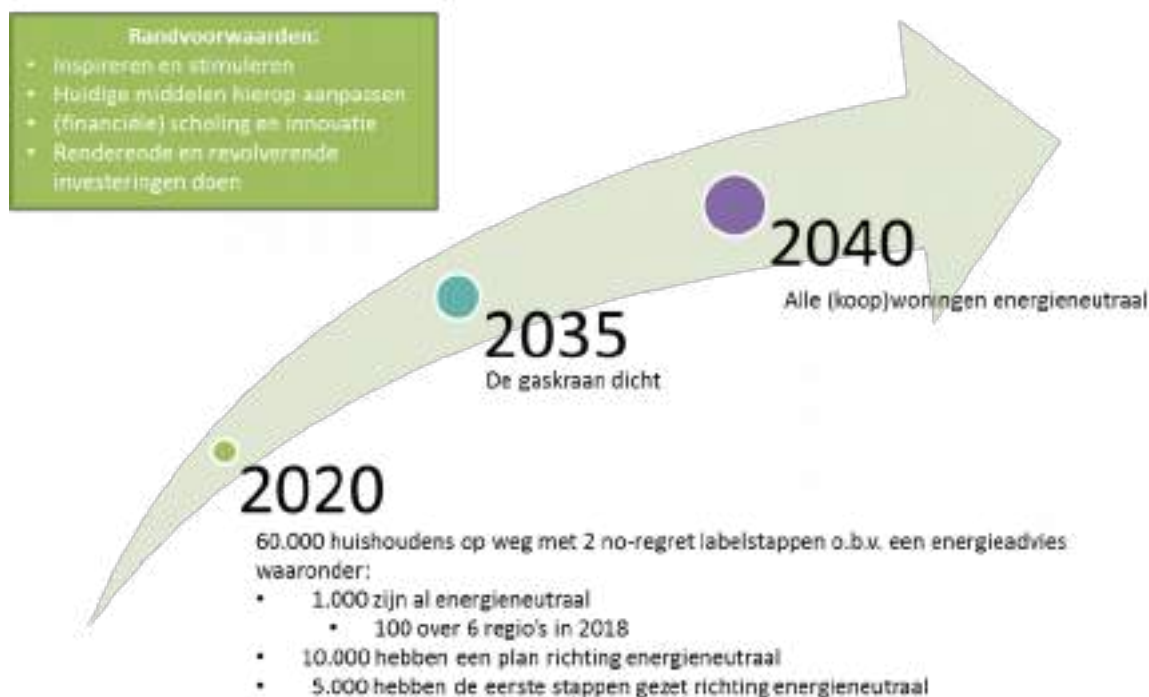 Randvoorwaarden:
• Inspireren en stimuleren
• Huidige middelen hierop aanpassen
• (financiële) scholing en innovatie
• Renderende en revolverende
investeringen doen
2040
Alle (koop)woningen energieneutraal
2035
De gaskraan dicht
2020
60.000 huishoudens op weg met 2 no-regret labelstappen o.b.v. een energieadvies
waaronder:
• 1.000 zijn al energieneutraal
• 100 over 6 regio's in 2018
• 10.000 hebben een plan richting energieneutraal
• 5.000 hebben de eerste stappen gezet richting energieneutraal